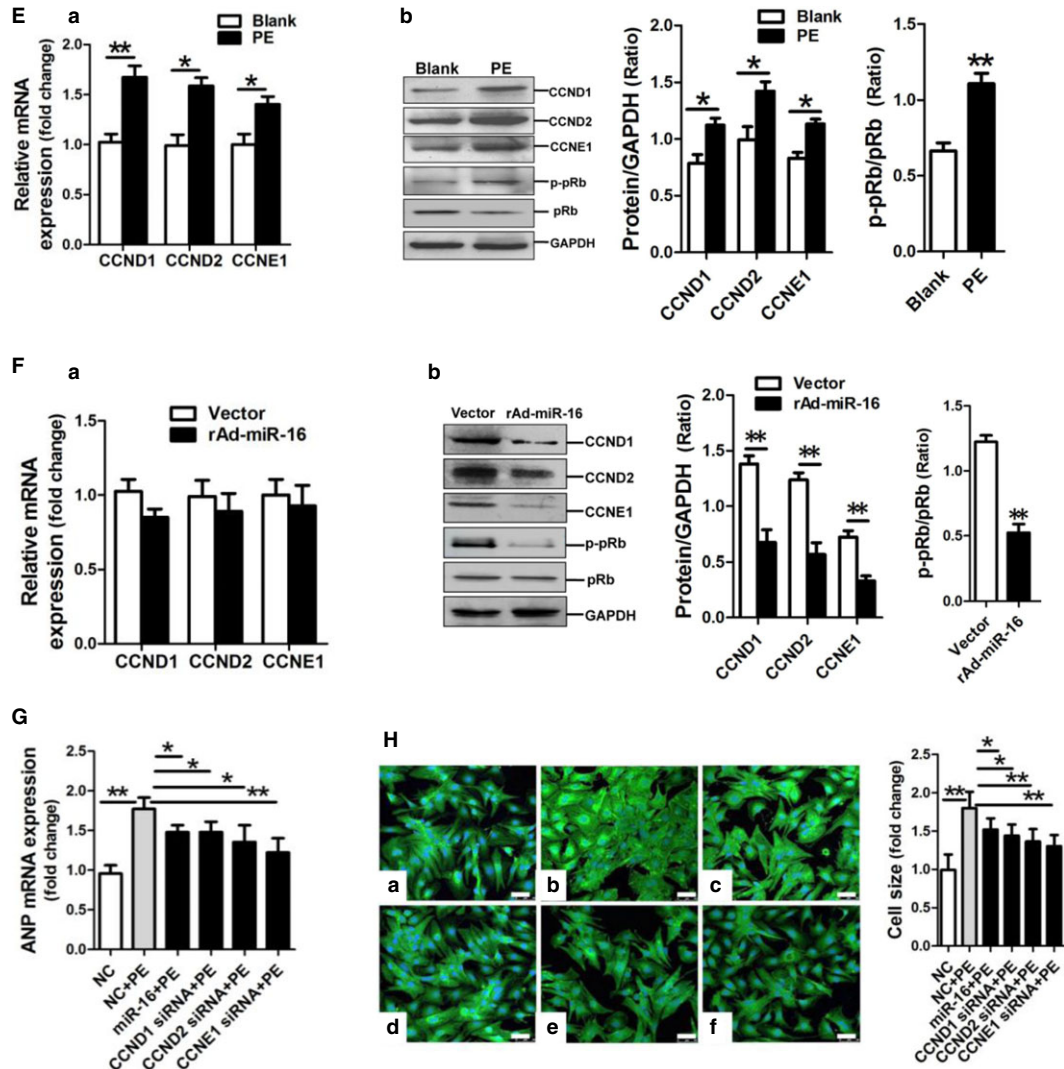 E
a
Blank
PE
Relative mRNA
expression (fold change)
2.0
1.5
1.0
0.5
0.0
**
*
*
CCND1 CCND2 CCNE1
b
Blank PE
CCND1
CCND2
CCNE1
p-pRb
pRb
GAPDH
Blank
PE
Protein/GAPDH (Ratio)
2.0
1.5
1.0
0.5
0.0
*
*
*
CCND1
CCND2
CCNE1
p-pRb/pRb (Ratio)
1.5
1.0
0.5
0.0
**
Blank
PE
F
a
Vector
rAd-miR-16
Relative mRNA
expression (fold change)
1.5
1.0
0.5
0.0
CCND1 CCND2 CCNE1
b
Vector rAd-miR-16
CCND1
CCND2
CCNE1
p-pRb
pRb
GAPDH
Vector
rAd-miR-16
Protein/GAPDH (Ratio)
2.0
1.5
1.0
0.5
0.0
**
**
**
CCND1
CCND2
CCNE1
p-pRb/pRb (Ratio)
1.5
1.0
0.5
0.0
**
Vector
rAd-miR-16
G
ANP mRNA expression
(fold change)
2.5
2.0
1.5
1.0
0.5
0.0
**
*
*
*
**
NC
NC+PE
miR-16+PE
CCND1 siRNA+PE
CCND2 siRNA+PE
CCNE1 siRNA+PE
H
a
b
c
d
e
f
Cell size (fold change)
2.5
2.0
1.5
1.0
0.5
0.0
**
*
*
**
**
NC
NC+PE
miR-16+PE
CCND1 siRNA+PE
CCND2 siRNA+PE
CCNE1 siRNA+PE